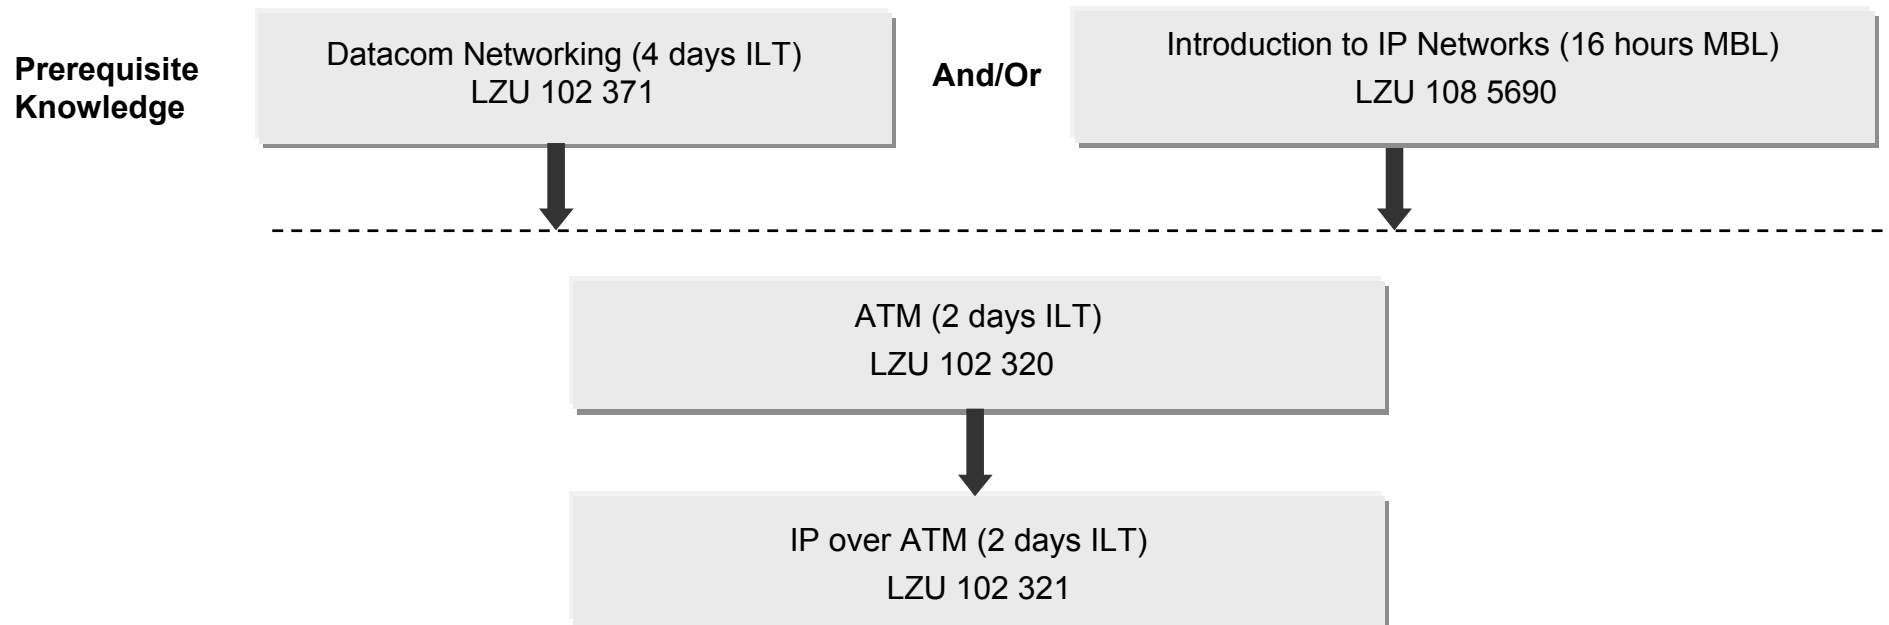 Prerequisite
Knowledge
Datacom Networking (4 days ILT)
LZU 102 371
And/Or
Introduction to IP Networks (16 hours MBL)
LZU 108 5690
ATM (2 days ILT)
LZU 102 320
IP over ATM (2 days ILT)
LZU 102 321